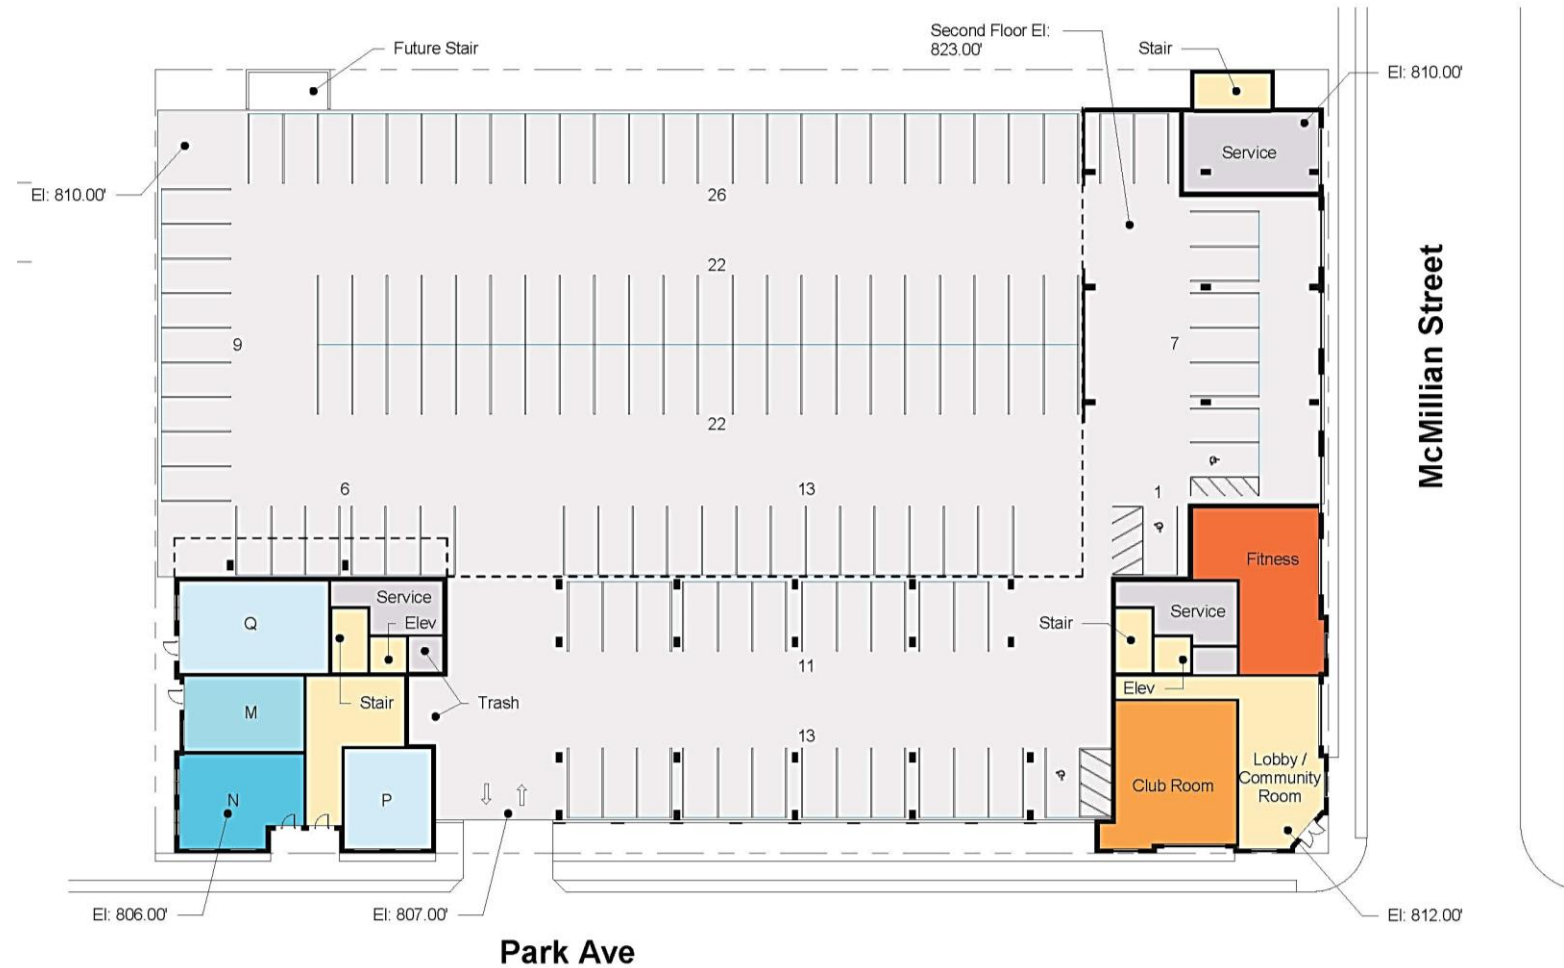 Future Stair
Second Floor El:
823.00'
Stair
El: 810.00'
Service
El: 810.00'
26
22
9
7
22
6
13
1
McMillian Street
Fitness
Service
Q
Service
Elev
Stair
11
M
Stair
Trash
Elev
13
Lobby /
Community
Room
Club Room
N
P
El: 806.00'
El: 807.00'
El: 812.00'
Park Ave